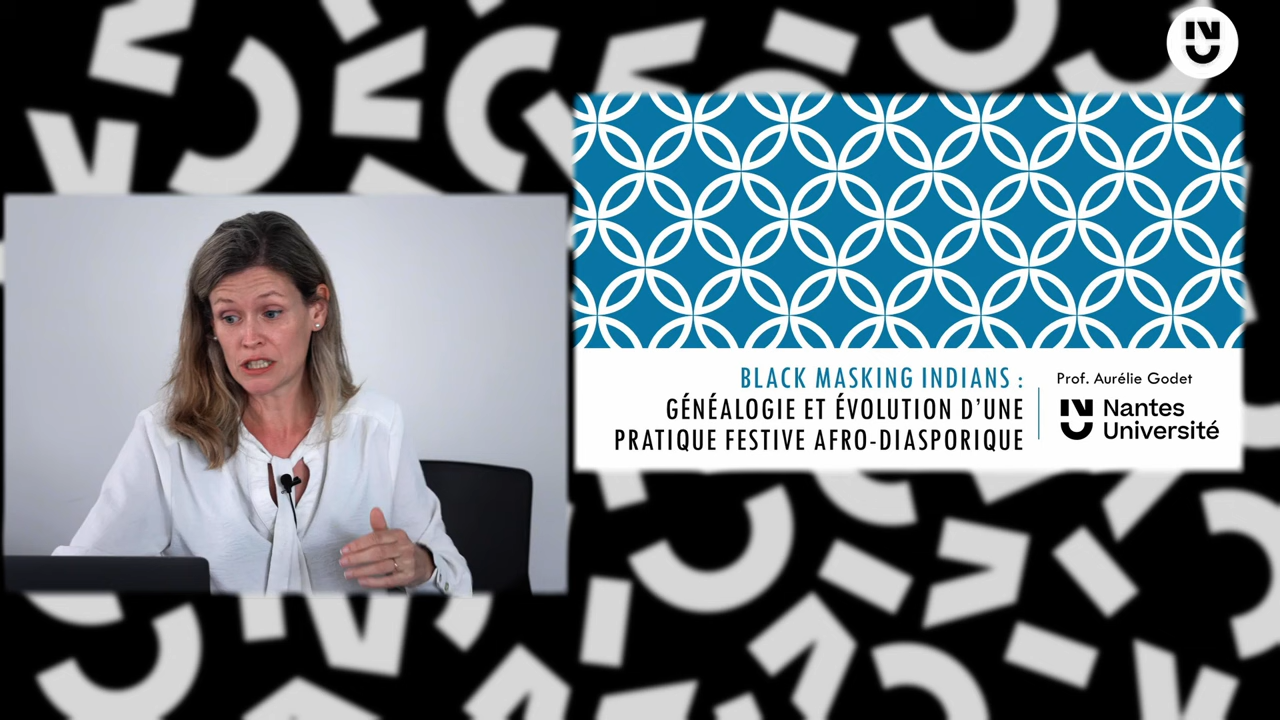 BLACK MASKING INDIANS :
GÉNÉALOGIE ET ÉVOLUTION D'UNE
PRATIQUE FESTIVE AFRO-DIASPORIQUE
Prof. Aurélie Godet
Nantes
Université